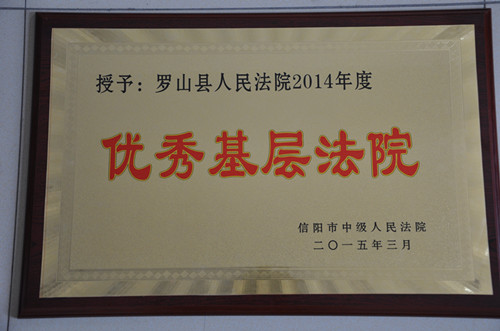 授予：罗山县人民法院2014年度
优秀基层法院
信阳市中级人民法院
二〇一五年三月